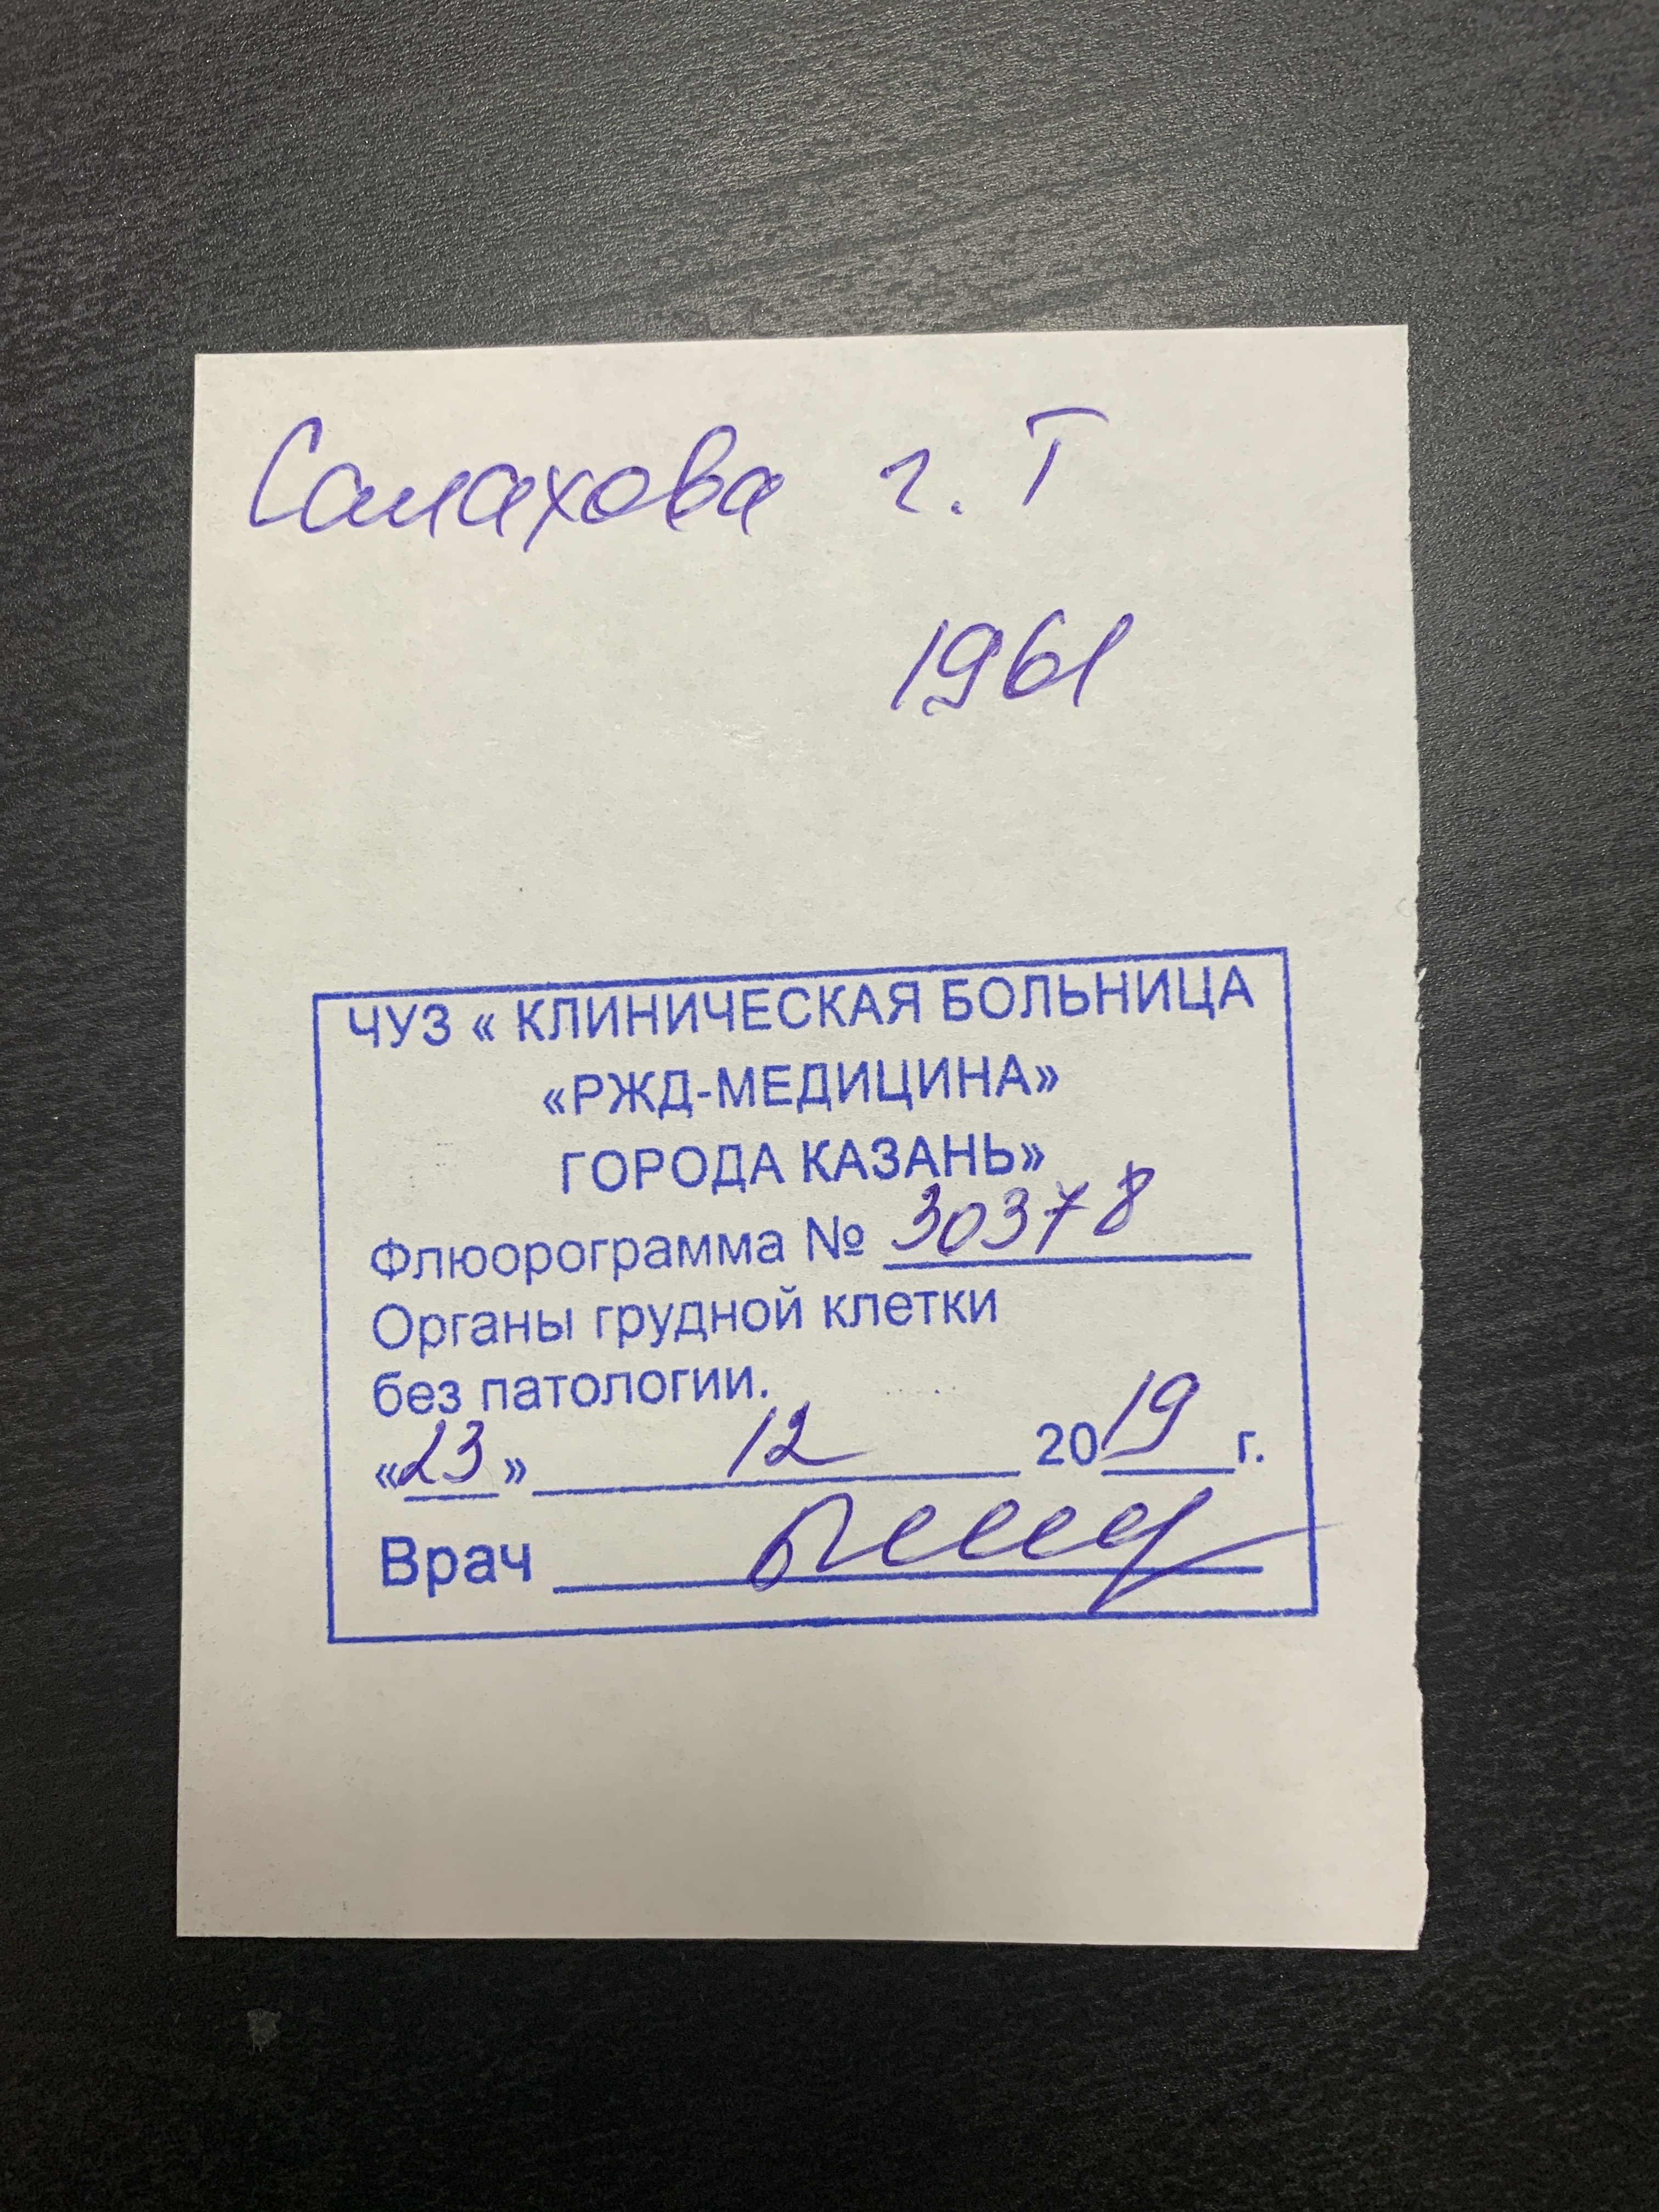 Салахова г. Т
1961
ЧУЗ « КЛИНИЧЕСКАЯ БОЛЬНИЦА
«РЖД-МЕДИЦИНА»
ГОРОДА КАЗАНЬ»
Флюорограмма № 30378
Органы грудной клетки
без патологии.
«23» 12 2019 г.
Врач